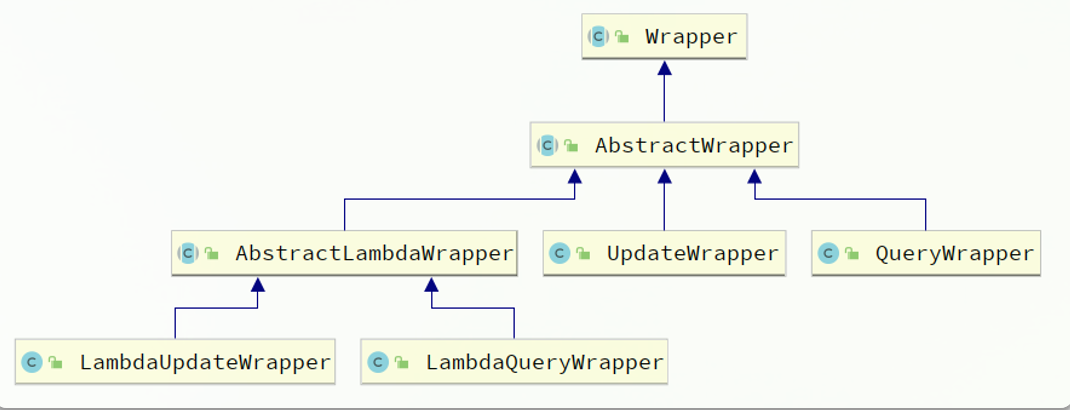 Wrapper
AbstractWrapper
AbstractLambdaWrapper
UpdateWrapper
QueryWrapper
LambdaUpdateWrapper
LambdaQueryWrapper